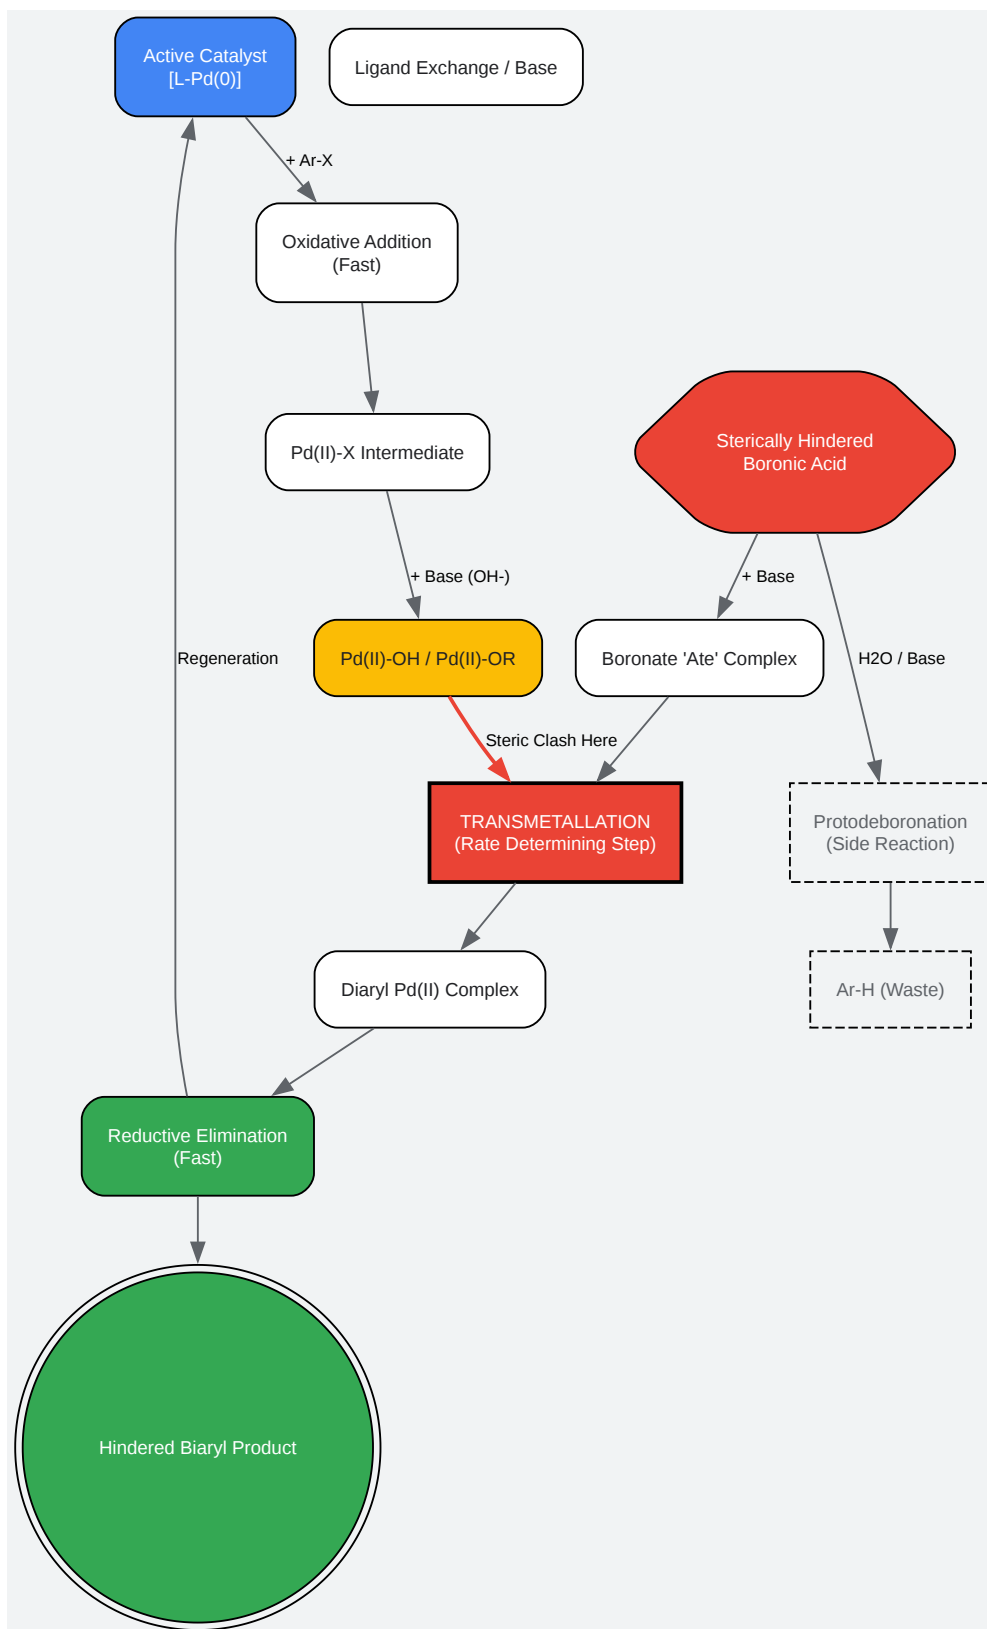 Active Catalyst
[L-Pd(0)]
Ligand Exchange / Base
+ Ar-X
Oxidative Addition
(Fast)
Pd(II)-X Intermediate
Sterically Hindered
Boronic Acid
+ Base (OH-)
+ Base
Regeneration
Pd(II)-OH / Pd(II)-OR
Boronate 'Ate' Complex
H2O / Base
Steric Clash Here
TRANSMETALLATION
(Rate Determining Step)
Protodeboronation
(Side Reaction)
Diaryl Pd(II) Complex
Ar-H (Waste)
Reductive Elimination
(Fast)
Hindered Biaryl Product